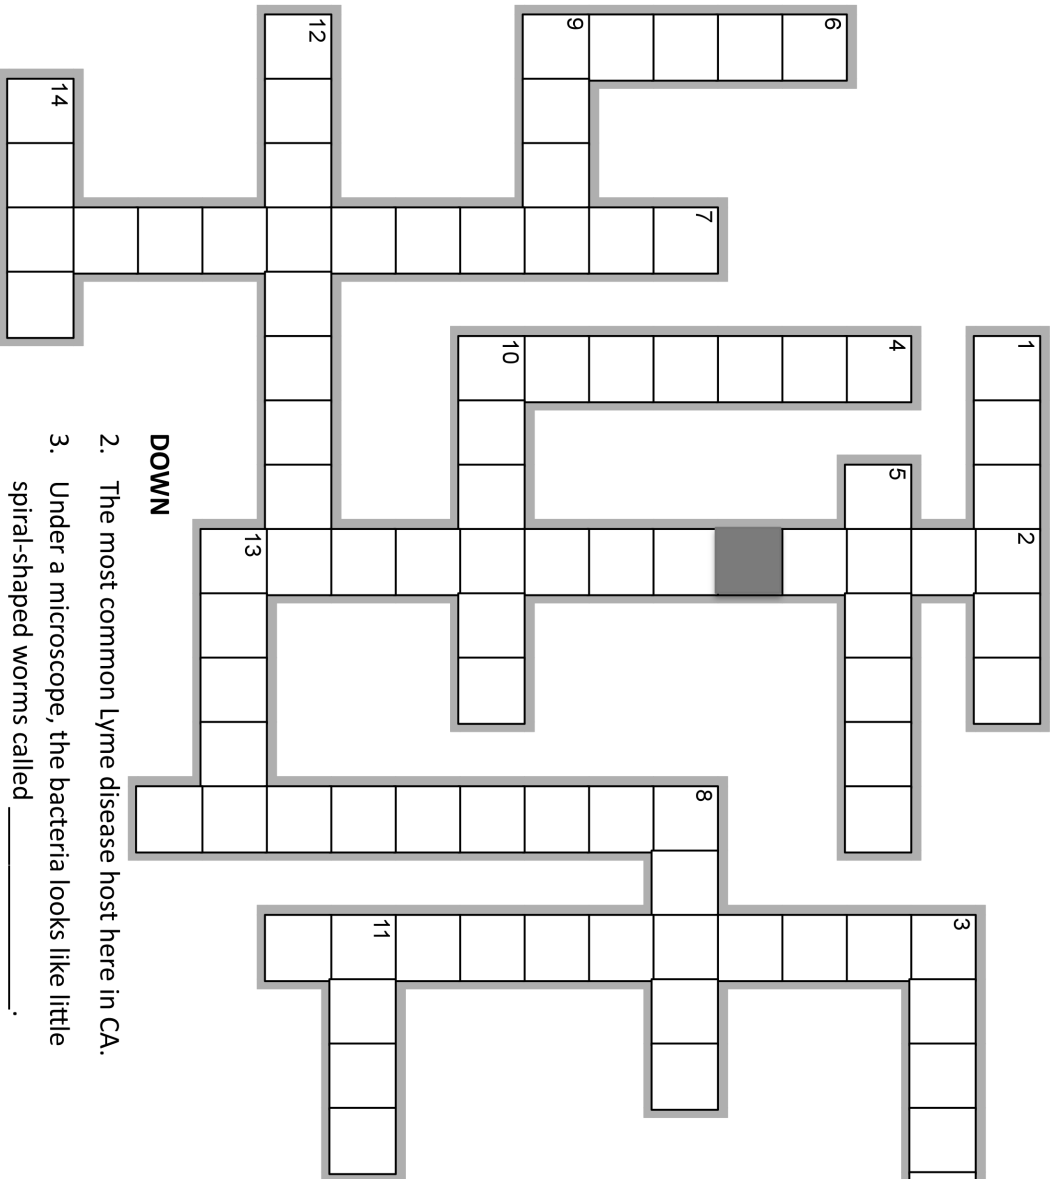 1 2
3
4 5
6
7 8
9
10
11
12
13
14
DOWN
2. The most common Lyme disease host here in CA.
3. Under a microscope, the bacteria looks like little
spiral-shaped worms called _______________.